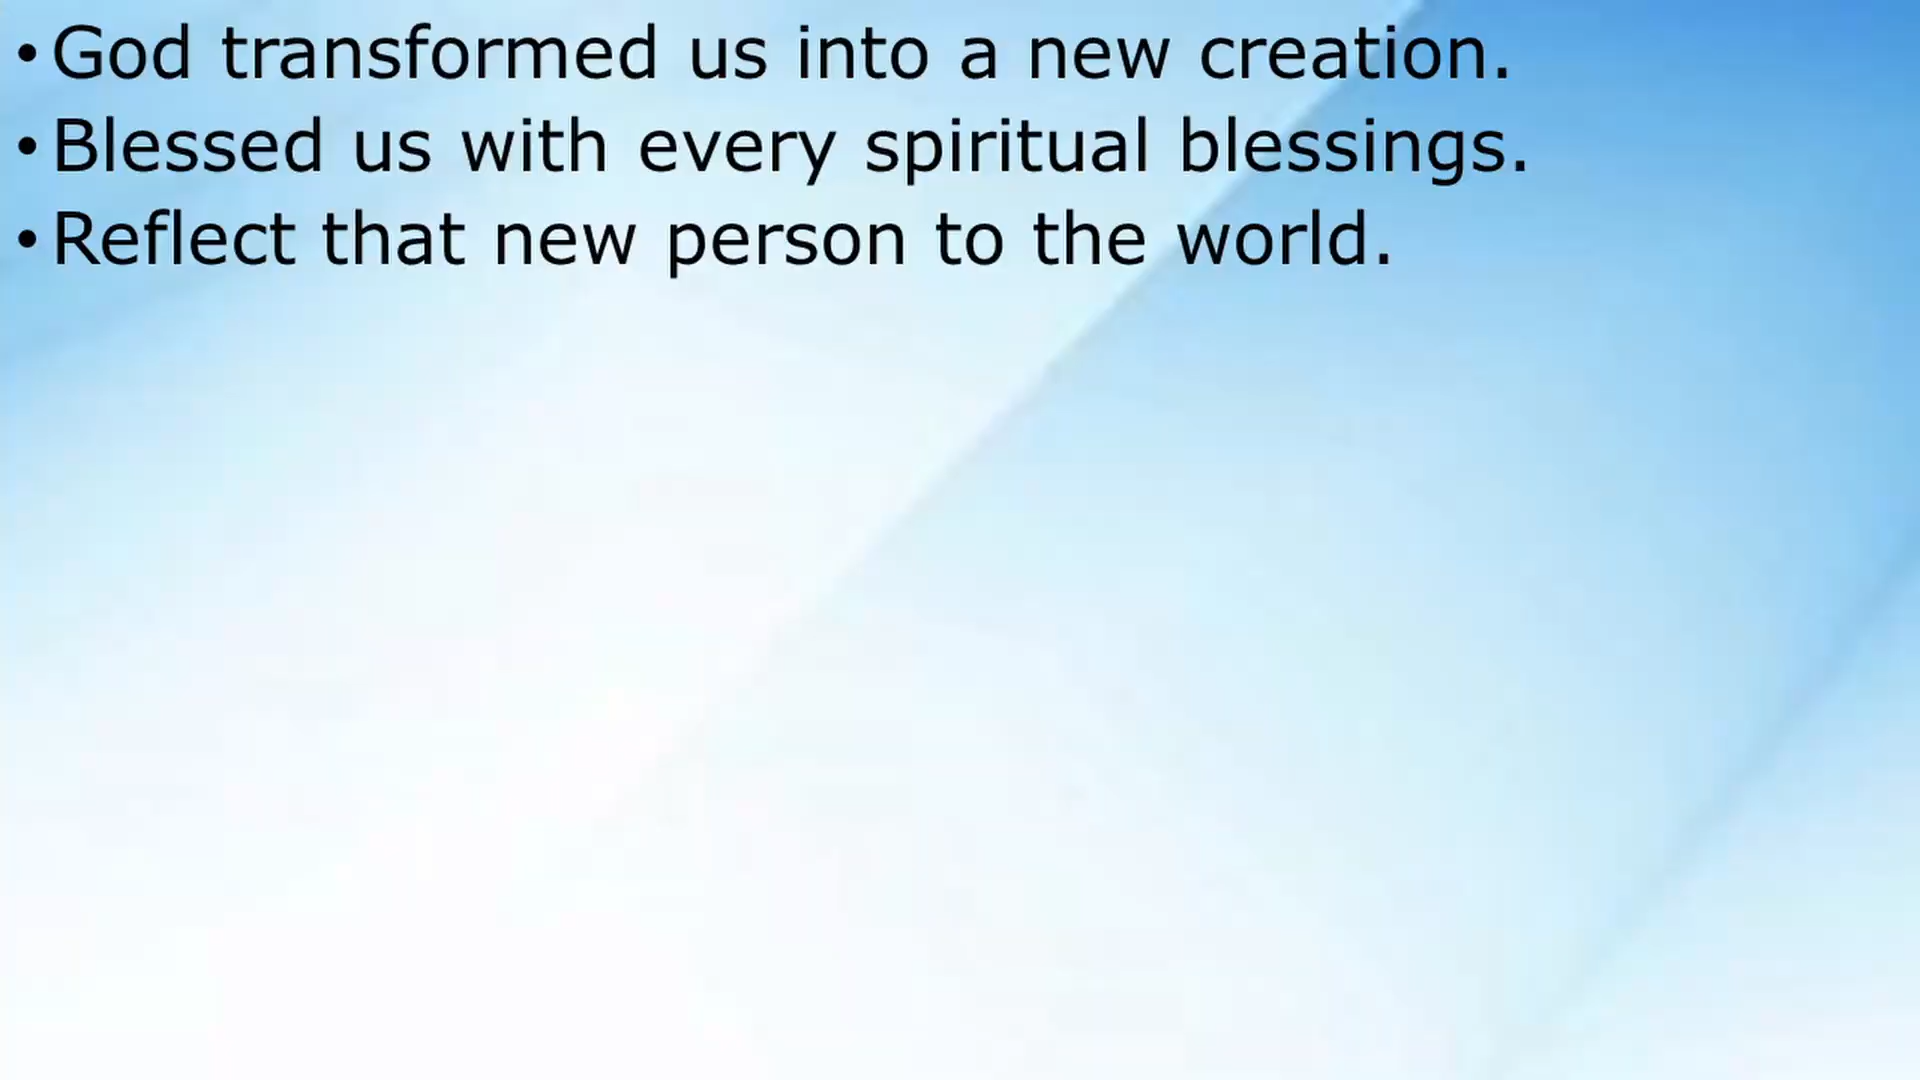 • God transformed us into a new creation.
• Blessed us with every spiritual blessings.
• Reflect that new person to the world.